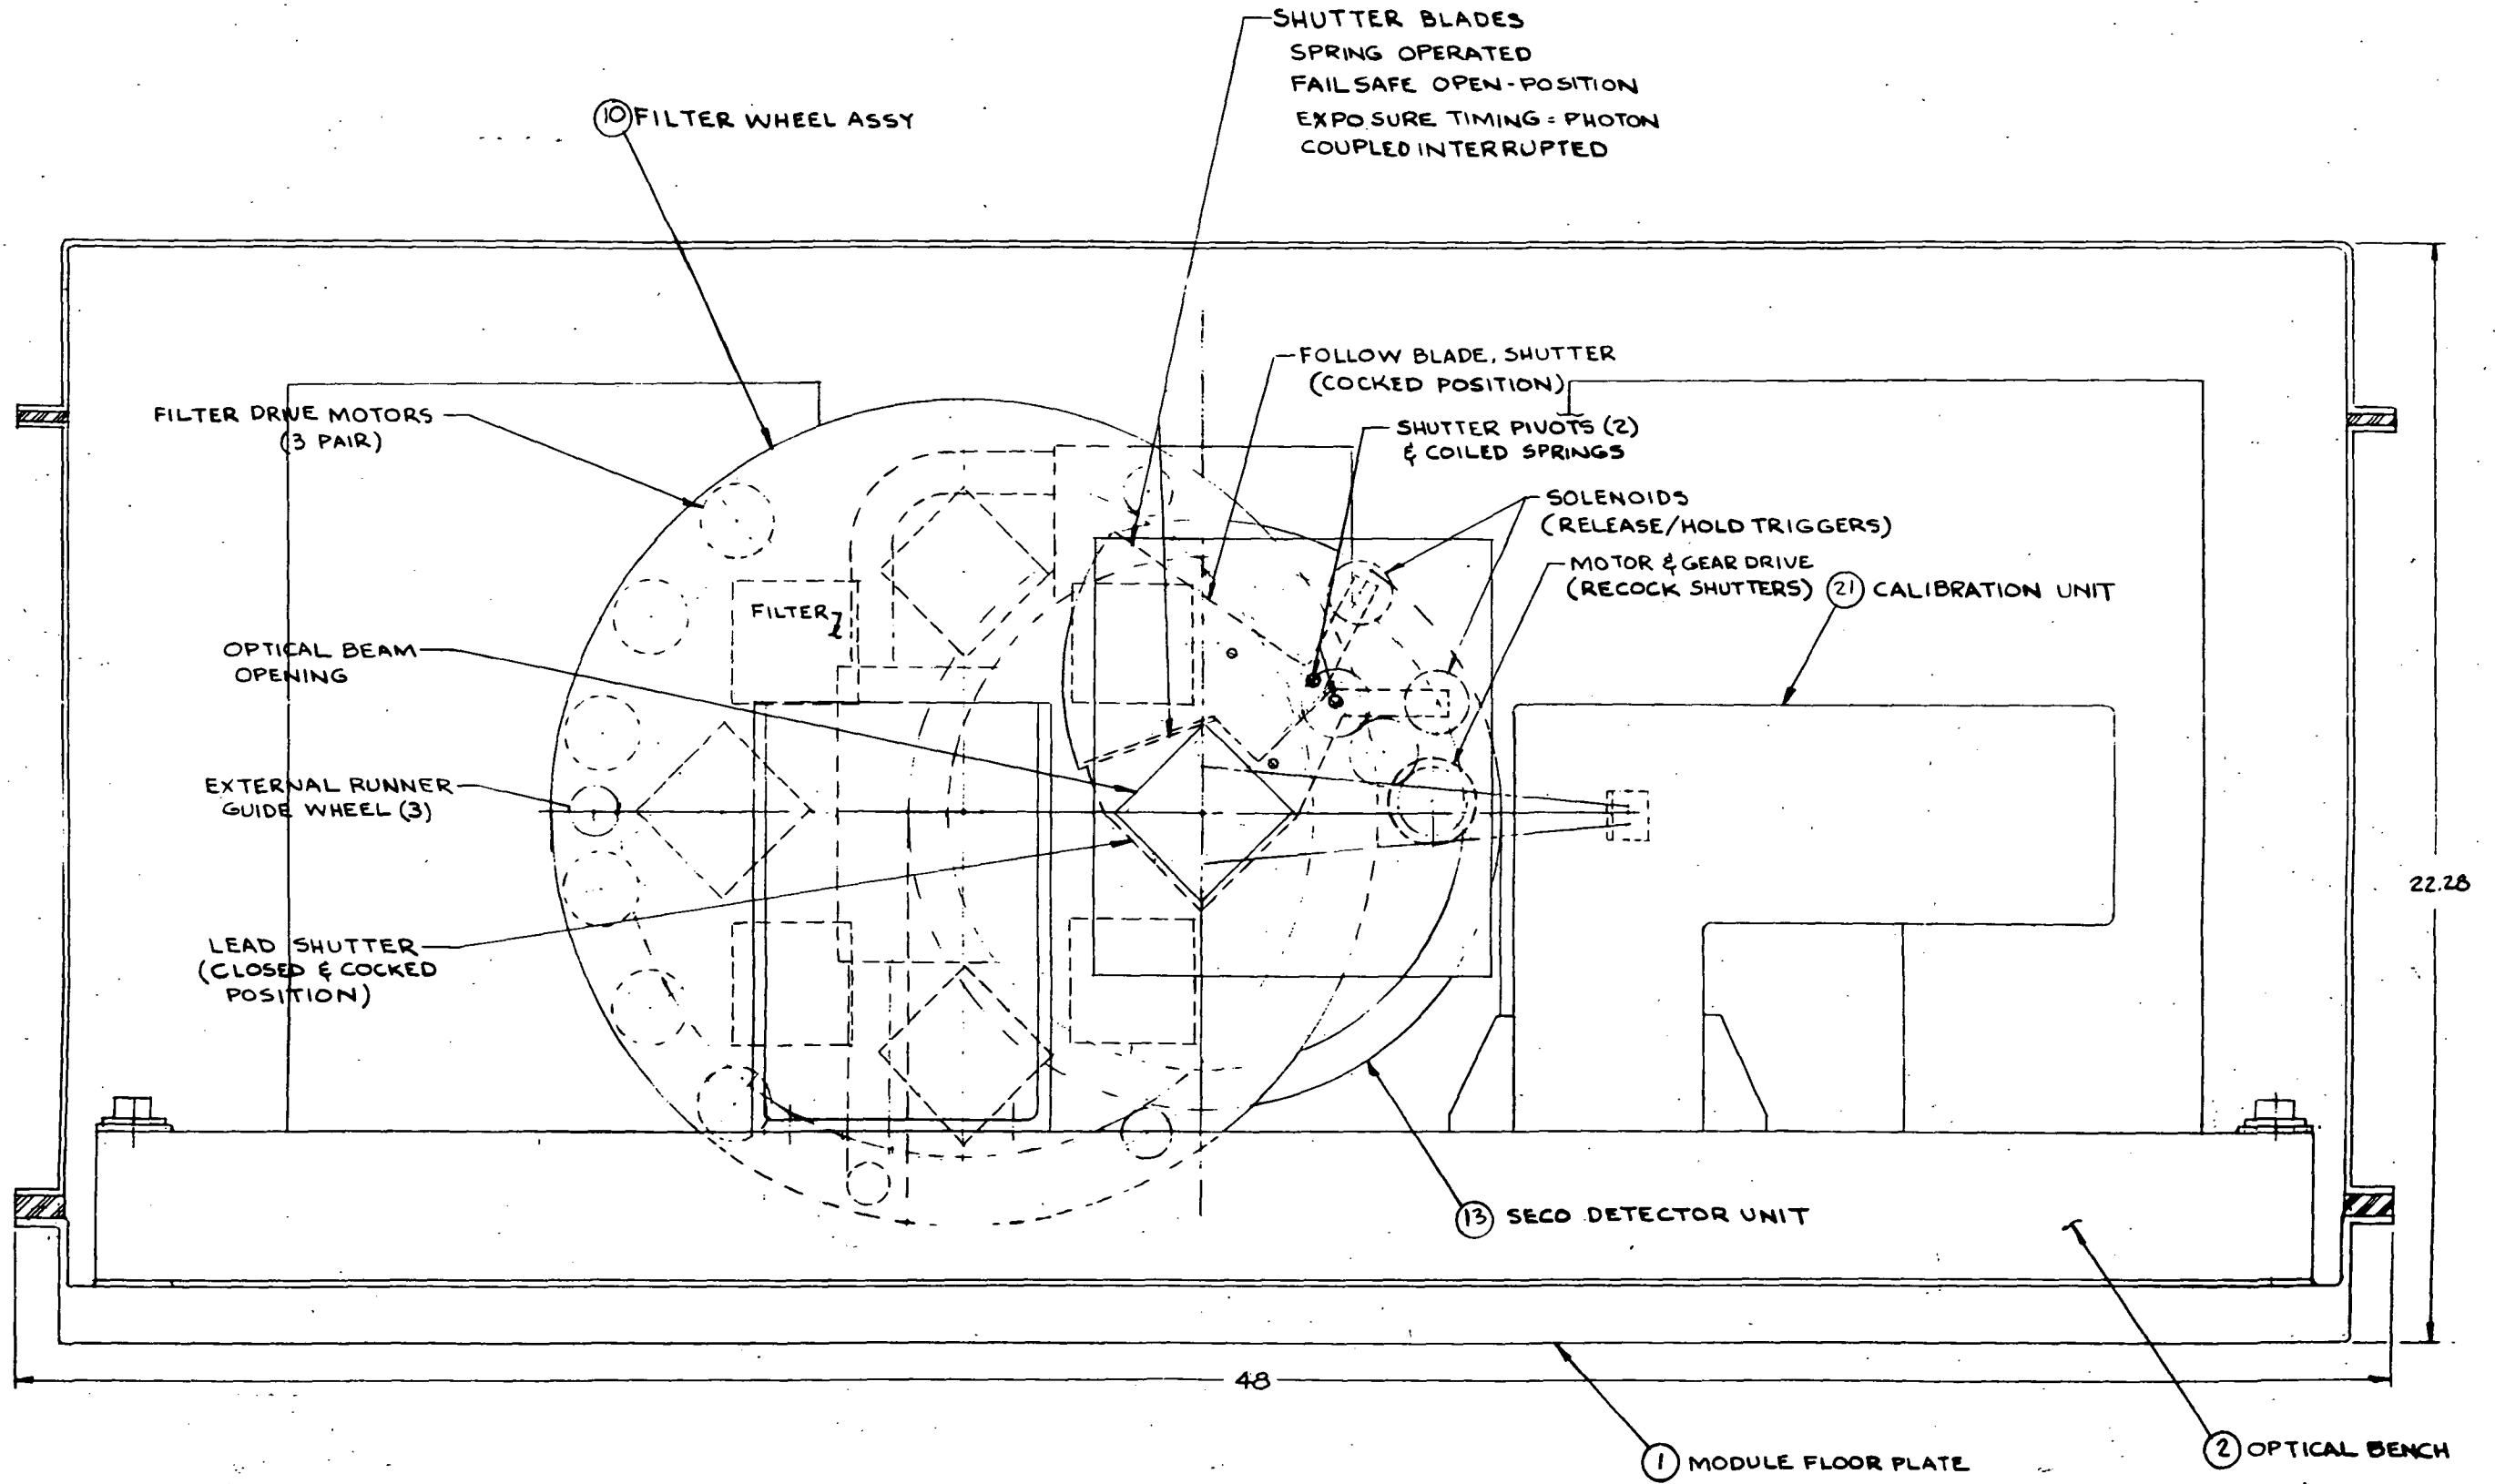 SHUTTER BLADES
SPRING OPERATED
FAILSAFE OPEN-POSITION
EXPOSURE TIMING = PHOTON
COUPLED INTERRUPTED
10 FILTER WHEEL ASSY
FOLLOW BLADE, SHUTTER
(COCKED POSITION)
FILTER DRIVE MOTORS
(3 PAIR)
SHUTTER PIVOTS (2)
& COILED SPRINGS
SOLENOIDS
(RELEASE/HOLD TRIGGERS)
MOTOR & GEAR DRIVE
(RECOCK SHUTTERS)
21 CALIBRATION UNIT
FILTER
OPTICAL BEAM
OPENING
EXTERNAL RUNNER
GUIDE WHEEL (3)
22.28
LEAD SHUTTER
(CLOSED & COCKED
POSITION)
13 SECO DETECTOR UNIT
48
1 MODULE FLOOR PLATE
2 OPTICAL BENCH